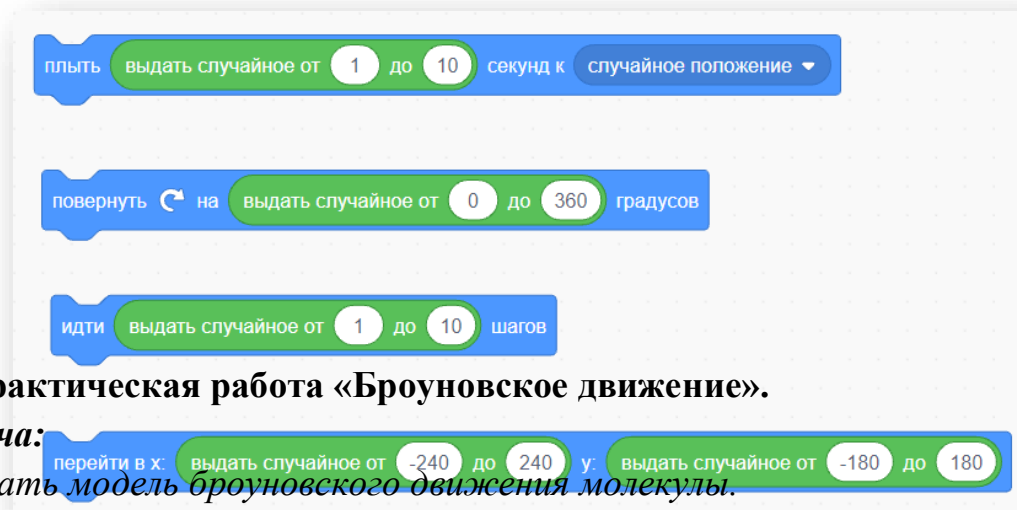 плыть выдать случайное от 1 до 10 секунд к случайное положение
повернуть на выдать случайное от 0 до 360 градусов
идти выдать случайное от 1 до 10 шагов
рактическая работа «Броуновское движение».
ча:
перейти в x: выдать случайное от -240 до 240 y: выдать случайное от -180 до 180
ать модель броуновского движения молекулы.